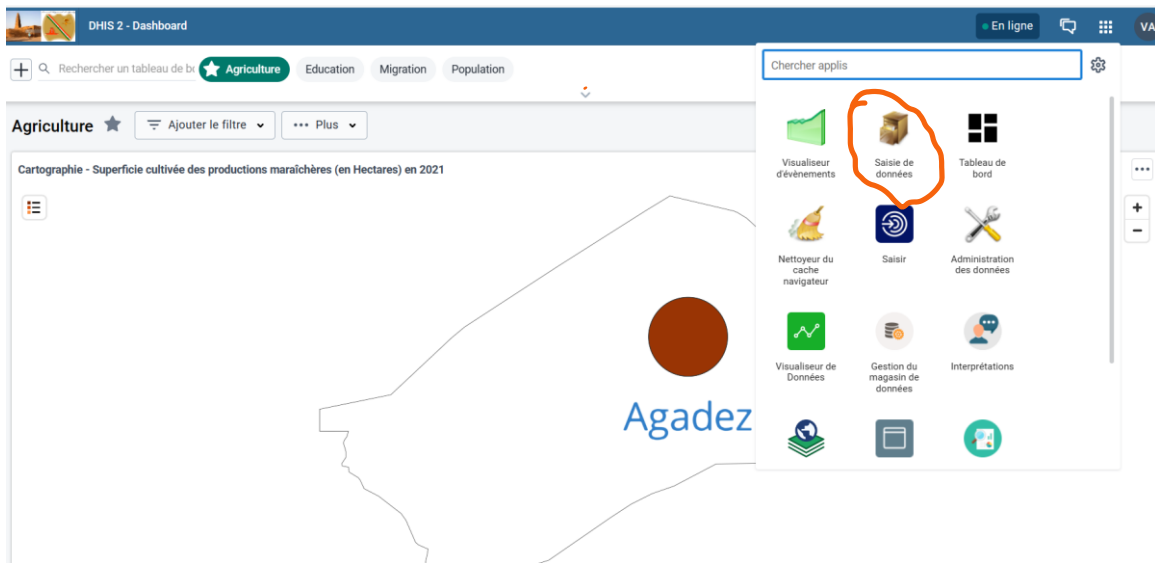 DHIS 2 - Dashboard
En ligne
VA
Rechercher un tableau de bo
Agriculture
Education
Migration
Population
Chercher applis
Agriculture
Ajouter le filtre
Plus
Cartographie - Superficie cultivée des productions maraîchères (en Hectares) en 2021
Agadez
Visualiseur
d'évènements
Saisie de
données
Tableau de
bord
Nettoyeur du
cache
navigateur
Saisir
Administration
des données
Visualiseur de
Données
Gestion du
magasin de
données
Interprétations